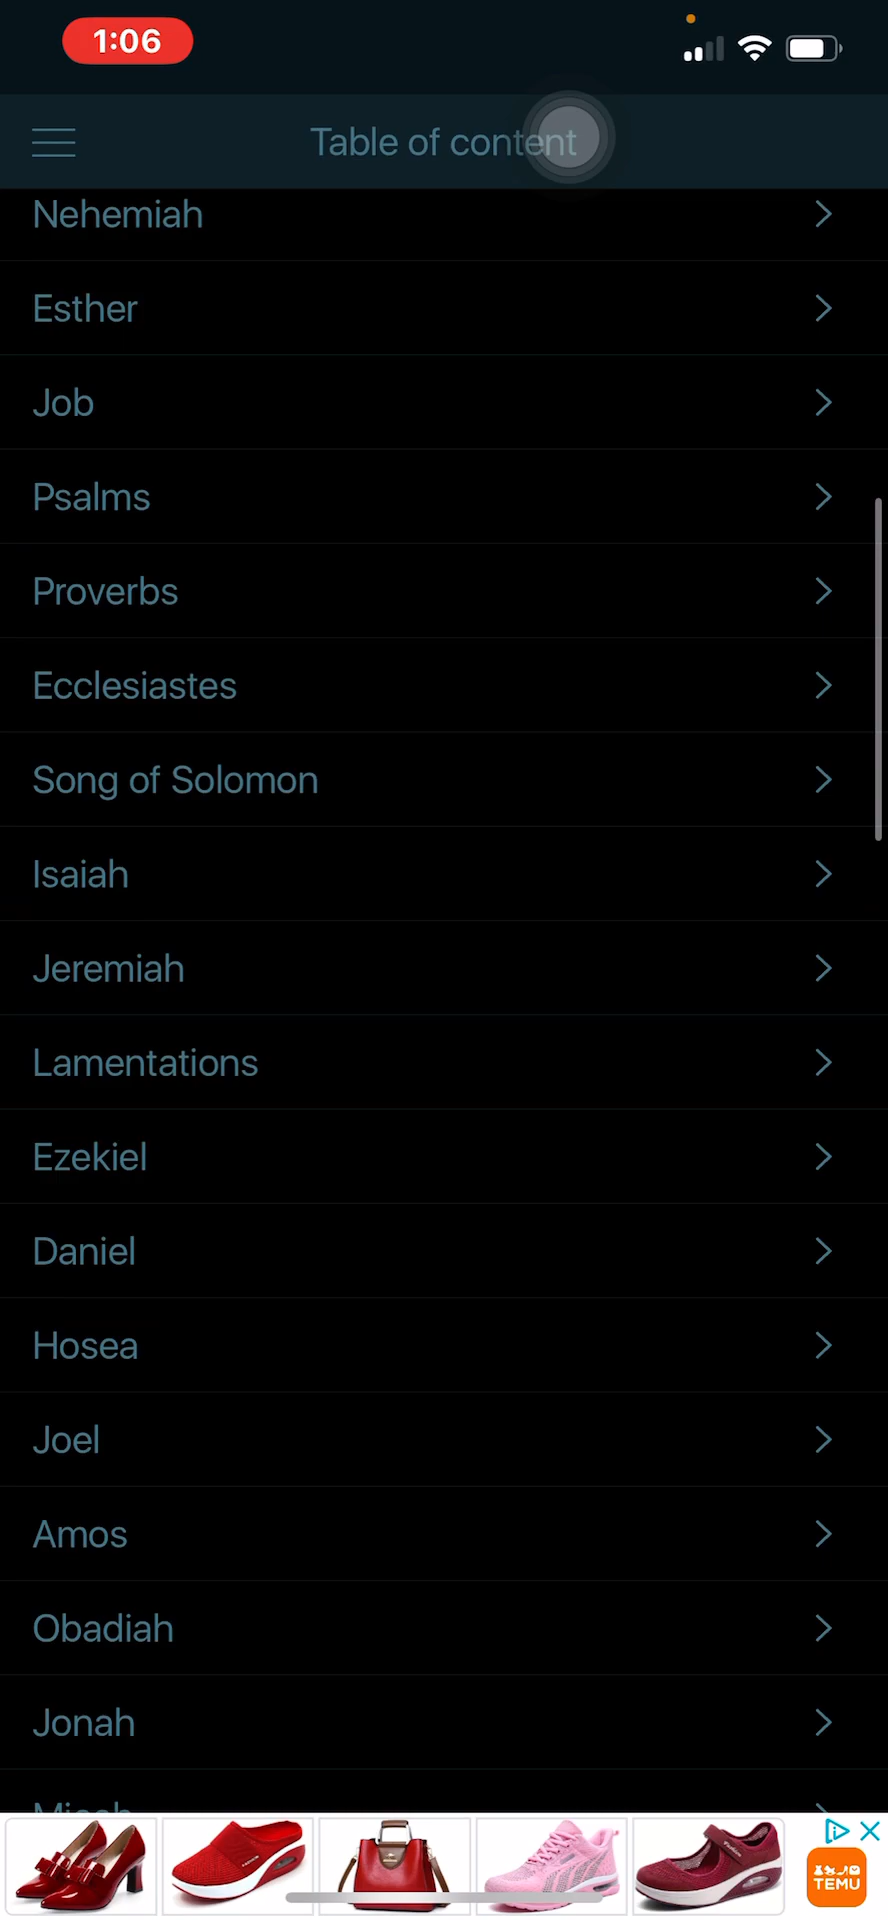 1:06
Table of content
Nehemiah
Esther
Job
Psalms
Proverbs
Ecclesiastes
Song of Solomon
Isaiah
Jeremiah
Lamentations
Ezekiel
Daniel
Hosea
Joel
Amos
Obadiah
Jonah
Micah
TEMU